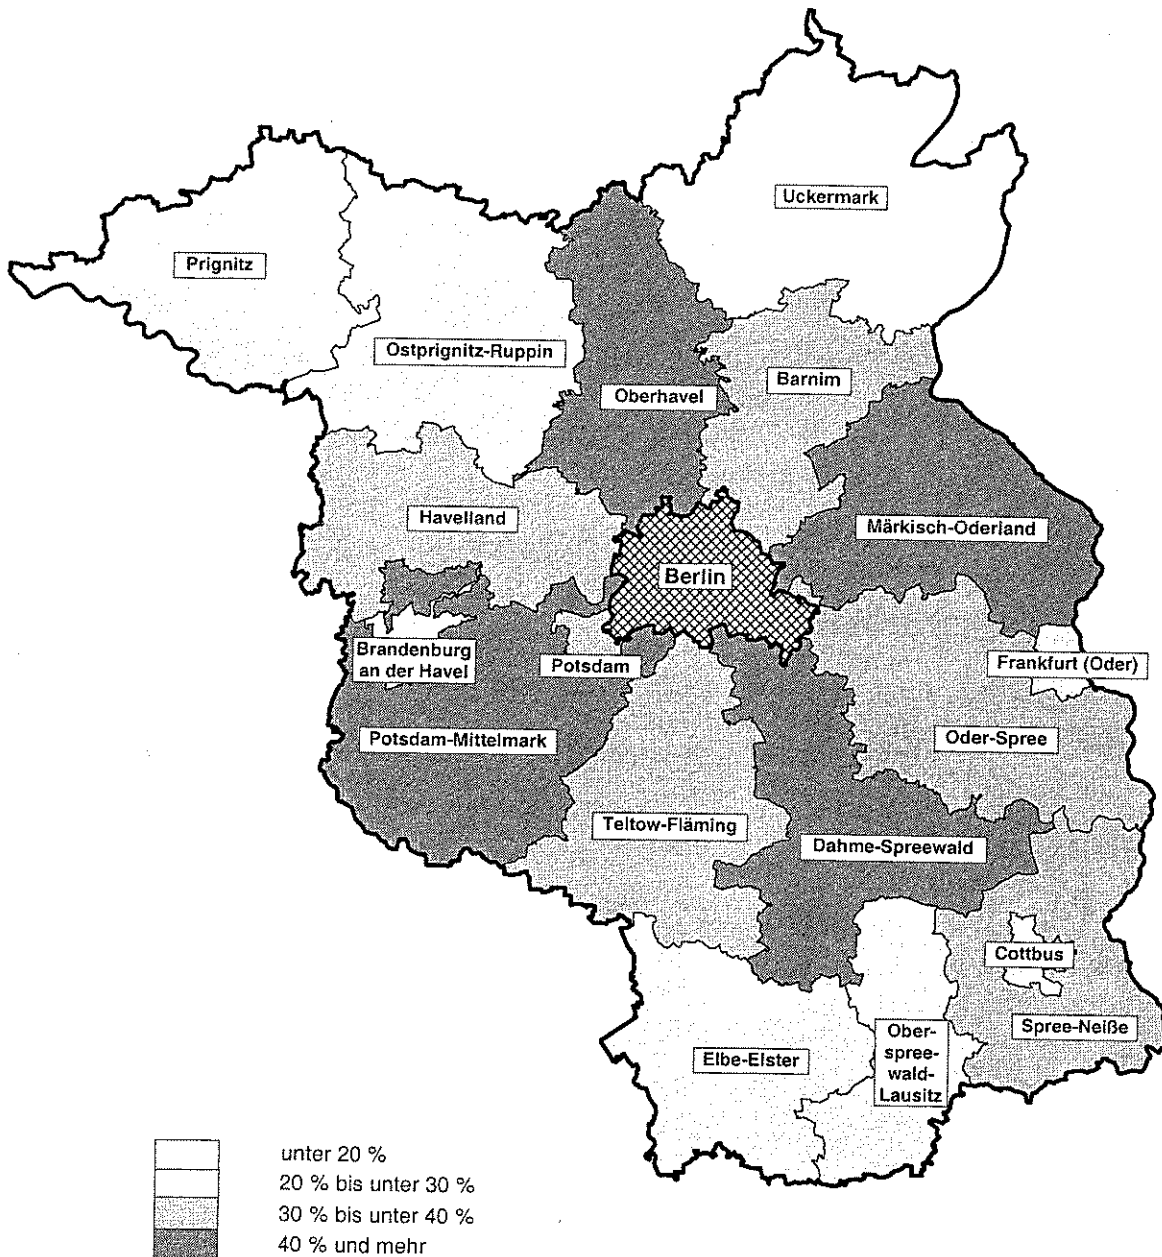 Uckermark
Prignitz
Ostprignitz-Ruppin
Barnim
Oberhavel
Havelland
Märkisch-Oderland
Berlin
Brandenburg
an der Havel
Potsdam
Frankfurt (Oder)
Potsdam-Mittelmark
Oder-Spree
Teltow-Fläming
Dahme-Spreewald
Cottbus
Spree-Neiße
Elbe-Elster
Ober-
spree-
wald-
Lausitz
unter 20 %
20 % bis unter 30 %
30 % bis unter 40 %
40 % und mehr